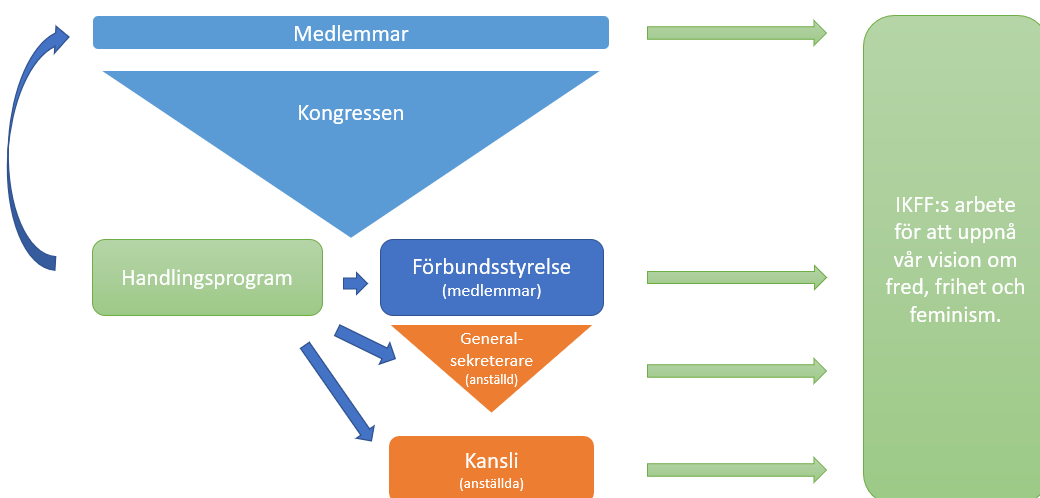 Medlemmar
Kongressen
Handlingsprogram
Förbundsstyrelse
(medlemmar)
General-
sekreterare
(anställd)
Kansli
(anställda)
IKFF:s arbete
för att uppnå
vår vision om
fred, frihet och
feminism.